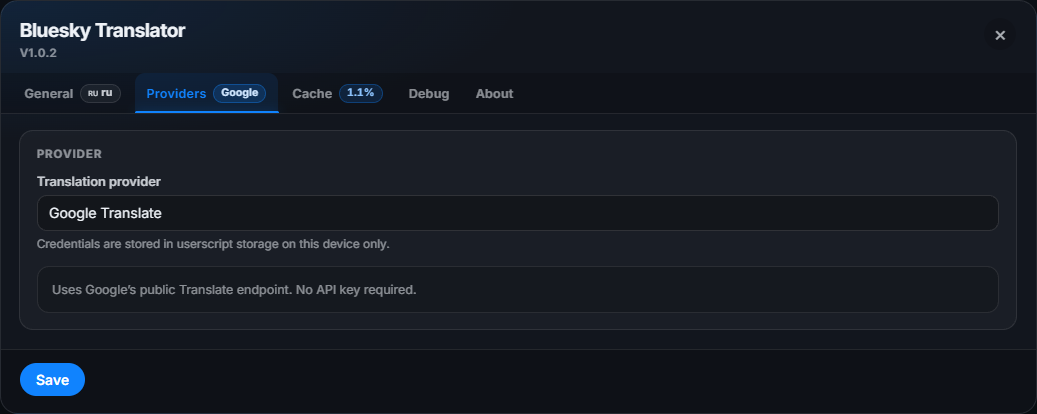 Bluesky Translator
V1.0.2
✕
General RU ru Providers Google Cache 1.1% Debug About
PROVIDER
Translation provider
Google Translate
Credentials are stored in userscript storage on this device only.
Uses Google's public Translate endpoint. No API key required.
Save